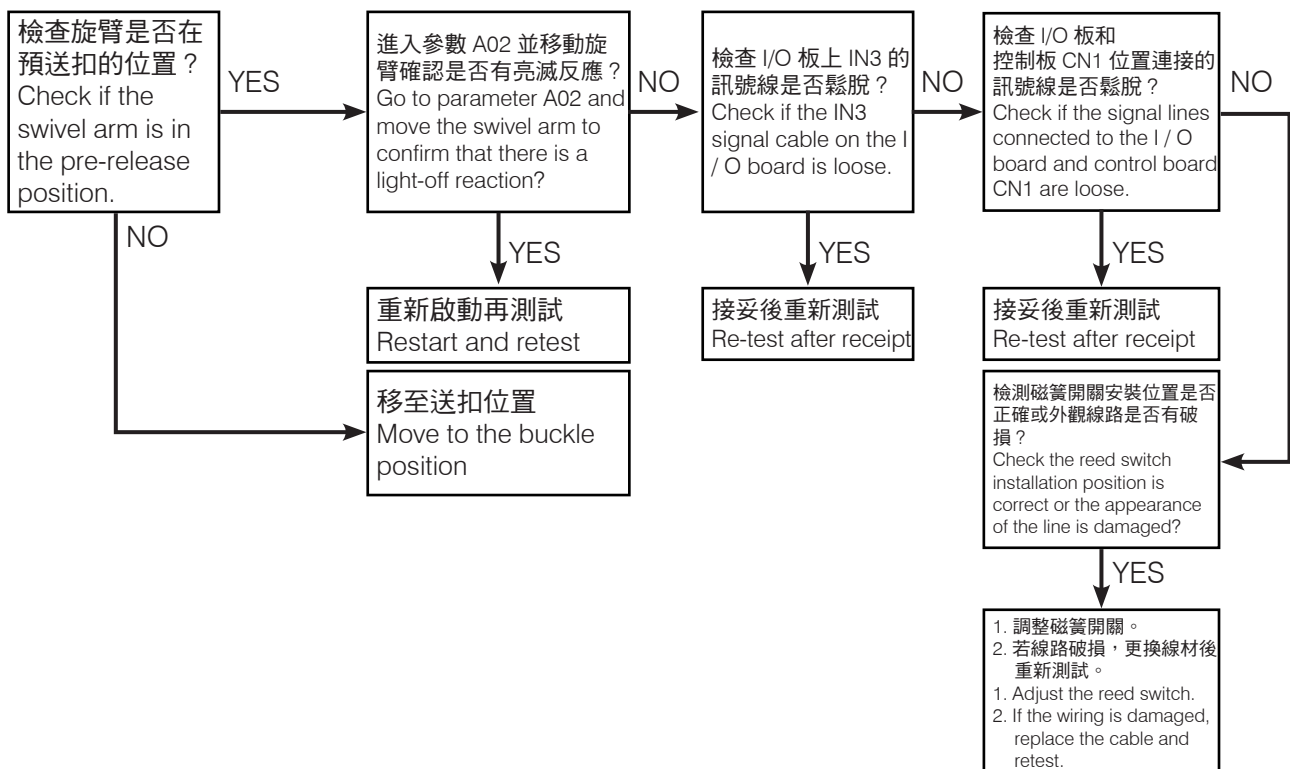 檢查旋臂是否在
預送扣的位置？
Check if the
swivel arm is in
the pre-release
position.
YES
NO
進入參數 A02 並移動旋
臂確認是否有亮滅反應？
Go to parameter A02 and
move the swivel arm to
confirm that there is a
light-off reaction?
NO
YES
重新啟動再測試
Restart and retest
移至送扣位置
Move to the buckle
position
檢查 I/O 板上 IN3 的
訊號線是否鬆脫？
Check if the IN3
signal cable on the I
/ O board is loose.
NO
YES
接妥後重新測試
Re-test after receipt
檢查 I/O 板和
控制板 CN1 位置連接的
訊號線是否鬆脫？
Check if the signal lines
connected to the I / O
board and control board
CN1 are loose.
NO
YES
接妥後重新測試
Re-test after receipt
檢測磁簧開關安裝位置是否
正確或外觀線路是否有破
損？
Check the reed switch
installation position is
correct or the appearance
of the line is damaged?
YES
1. 調整磁簧開關。
2. 若線路破損，更換線材後
重新測試。
1. Adjust the reed switch.
2. If the wiring is damaged,
replace the cable and
retest.